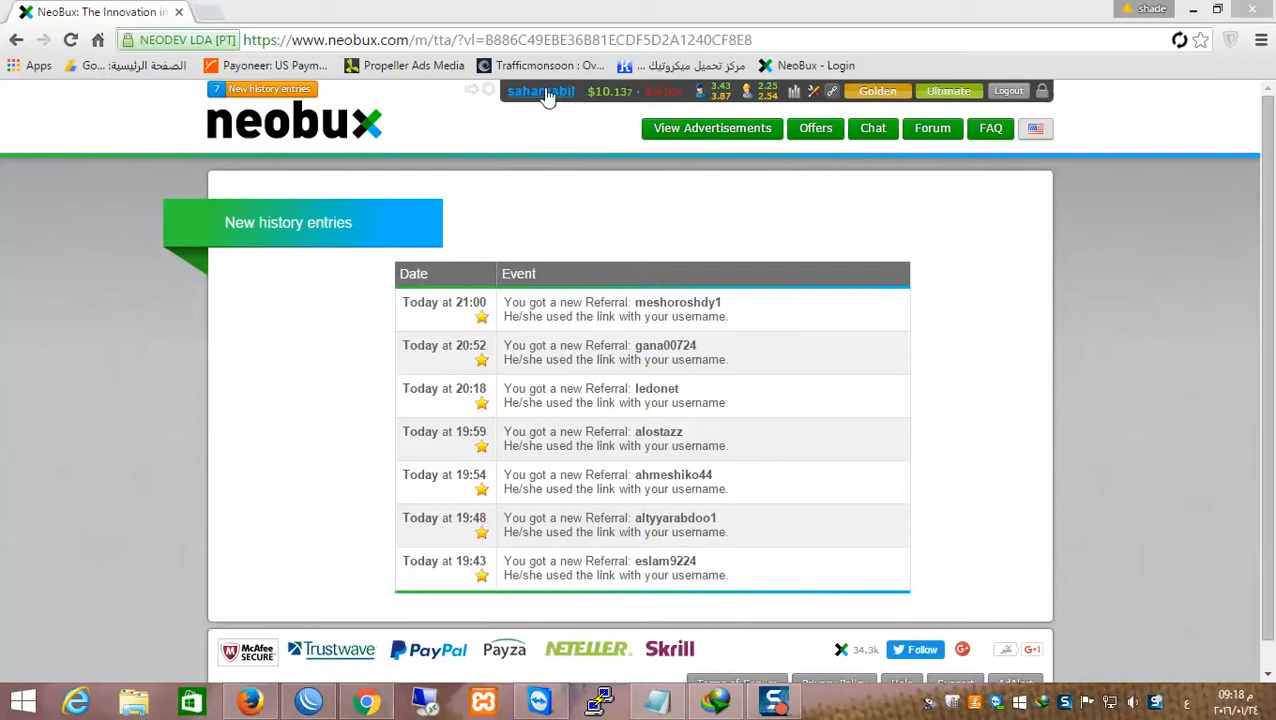 NeoBux: The Innovation in
shade
NEODEV LDA [PT]
https://www.neobux.com/m/tta/?vl=B886C49EBE36B81ECDF5D2A1240CF8E8
Apps
الصفحة الرئيسية: Go...
Payoneer: US Paym...
Propeller Ads Media
Trafficmonsoon : Ov...
مركز تحميل ميكروتيك ...
NeoBux - Login
7 New history entries
$10.137
3.43
3.87
2.25
2.54
Golden
Ultimate
Logout
neobux
View Advertisements
Offers
Chat
Forum
FAQ
New history entries
Date
Event
Today at 21:00
You got a new Referral: meshoroshdy1
He/she used the link with your username.
Today at 20:52
You got a new Referral: gana00724
He/she used the link with your username.
Today at 20:18
You got a new Referral: ledonet
He/she used the link with your username.
Today at 19:59
You got a new Referral: alostazz
He/she used the link with your username.
Today at 19:54
You got a new Referral: ahmeshiko44
He/she used the link with your username.
Today at 19:48
You got a new Referral: altyyarabdoo1
He/she used the link with your username.
Today at 19:43
You got a new Referral: eslam9224
He/she used the link with your username.
McAfee
SECURE
Trustwave
PayPal
Payza
NETELLER
Skrill
34.3k
Follow
G+1
ع
09:18 م
٢٠١٦/٠١/٢٤